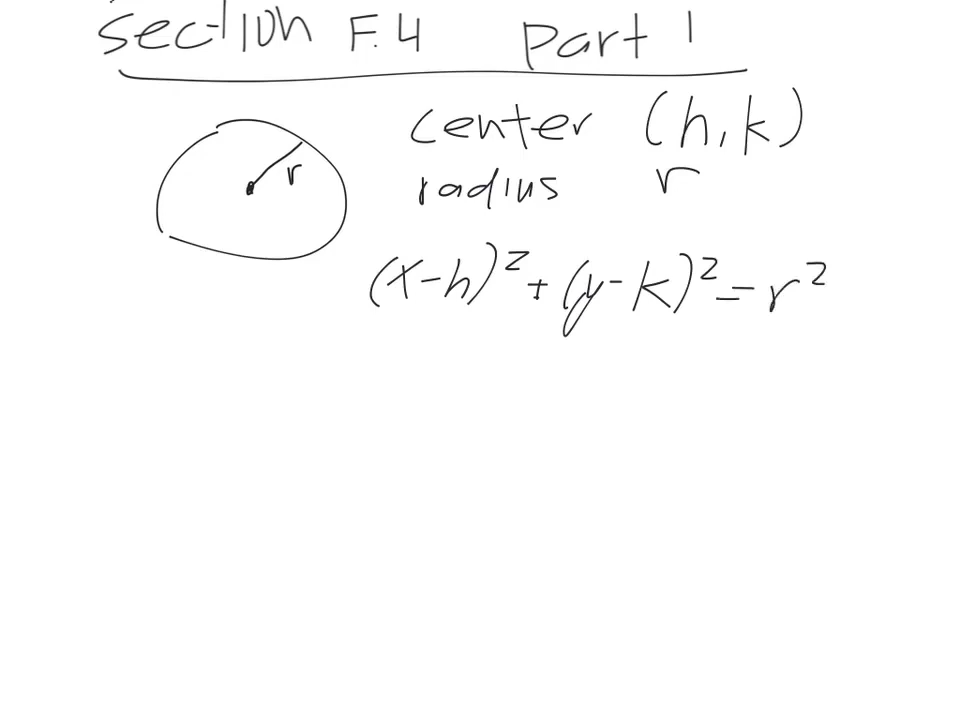 section F.4 part 1
r
center (h,k)
radius r
(x-h)²+(y-k)²=r²